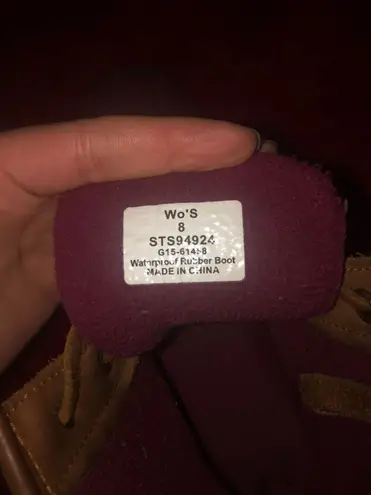 Wo'S
8
STS94924
Waterproof Rubber Boot
MADE IN CHINA